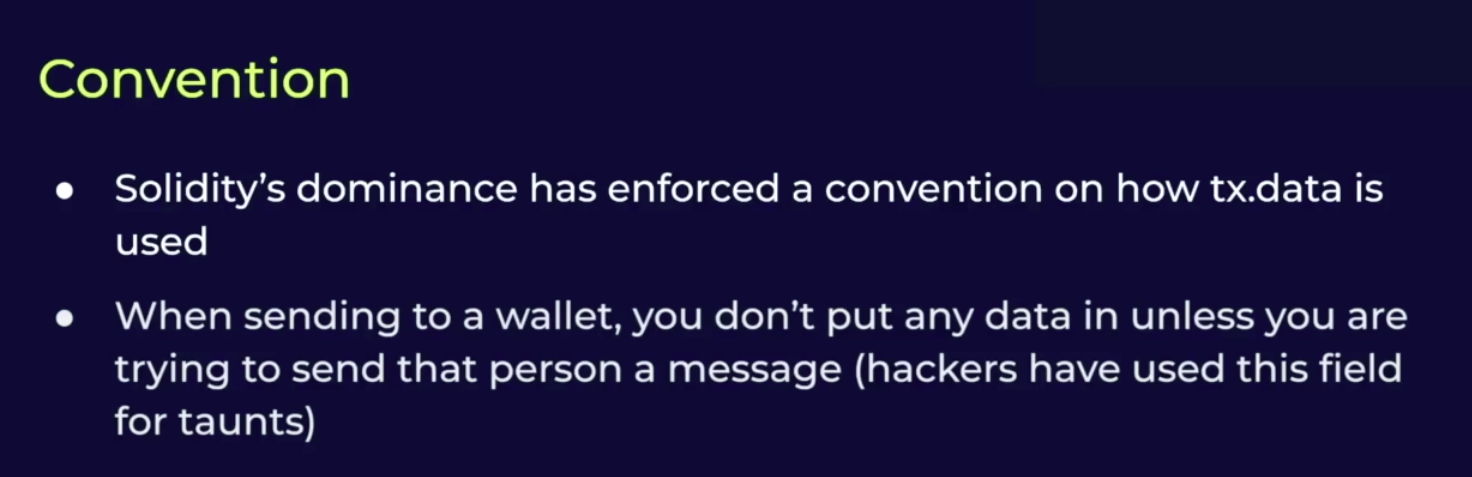 Convention
● Solidity’s dominance has enforced a convention on how tx.data is
used
● When sending to a wallet, you don’t put any data in unless you are
trying to send that person a message (hackers have used this field
for taunts)